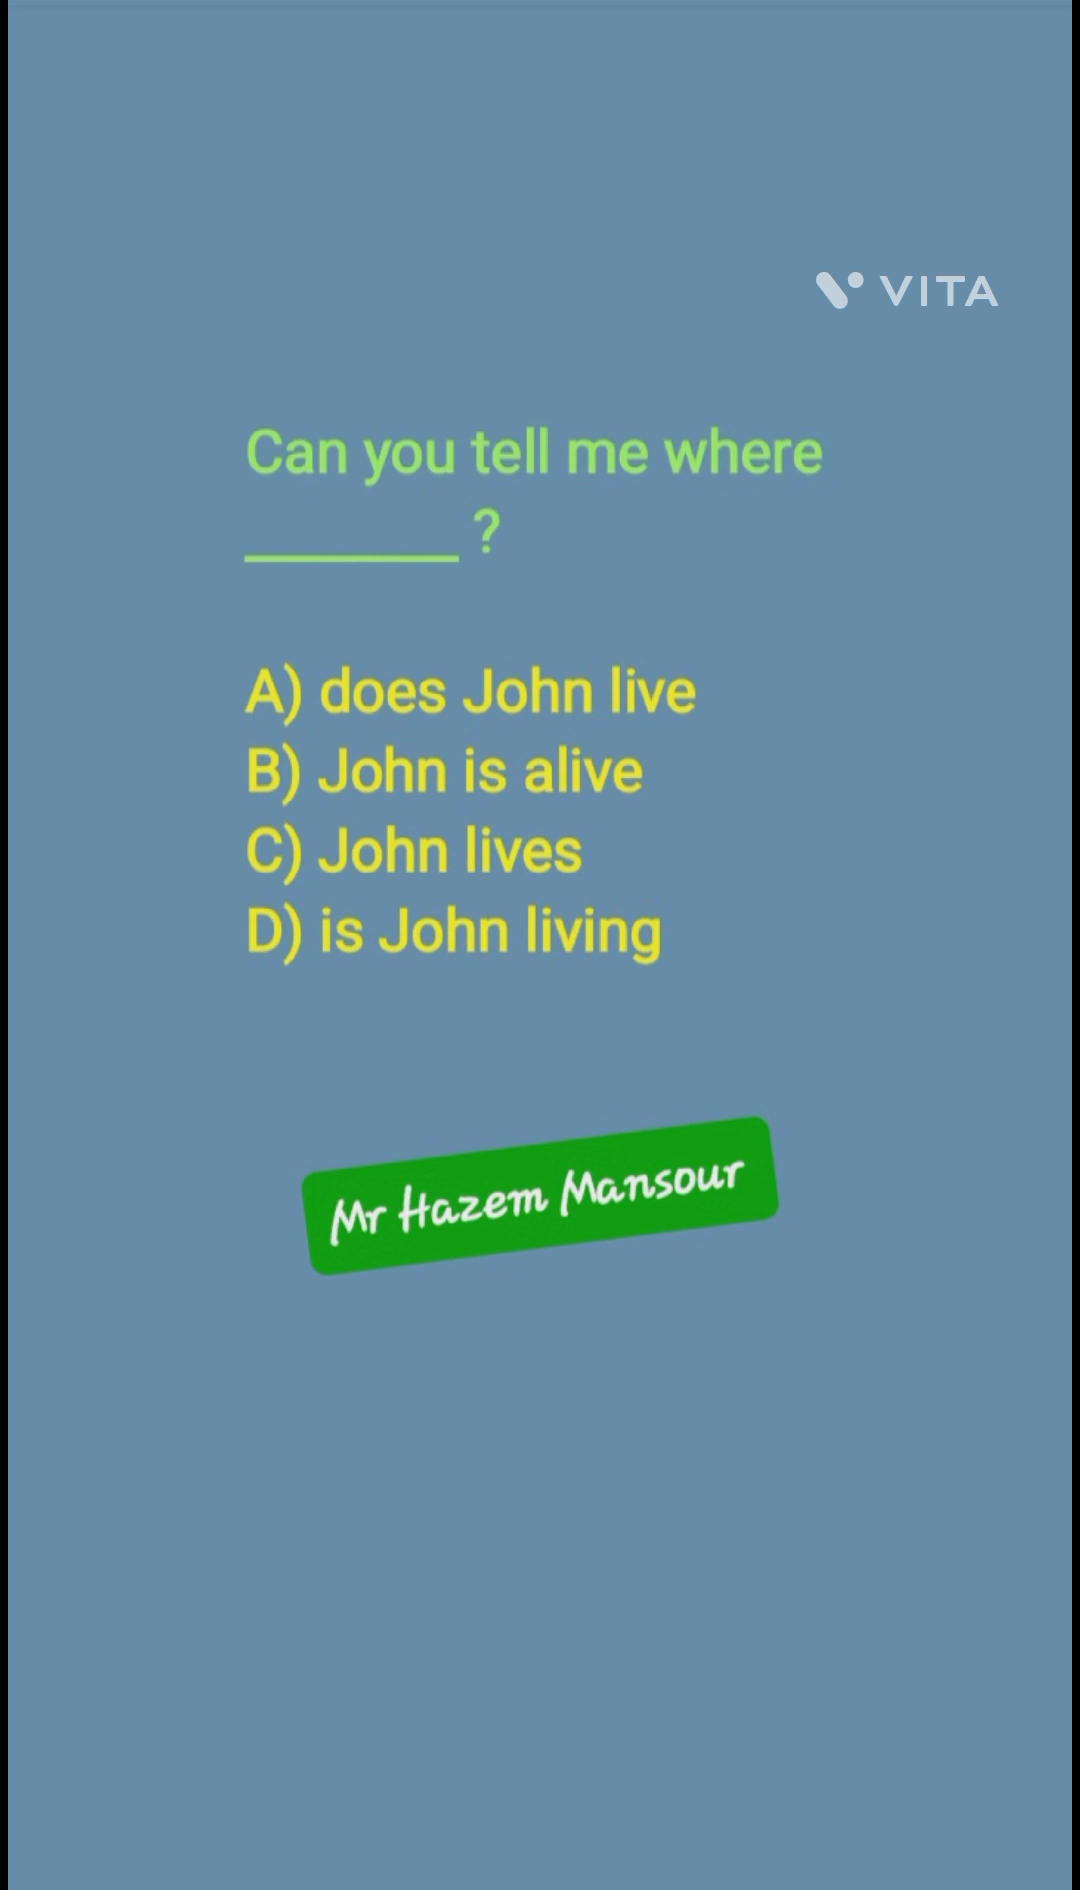 VITA
Can you tell me where
________ ?
A) does John live
B) John is alive
C) John lives
D) is John living
Mr Hazem Mansour